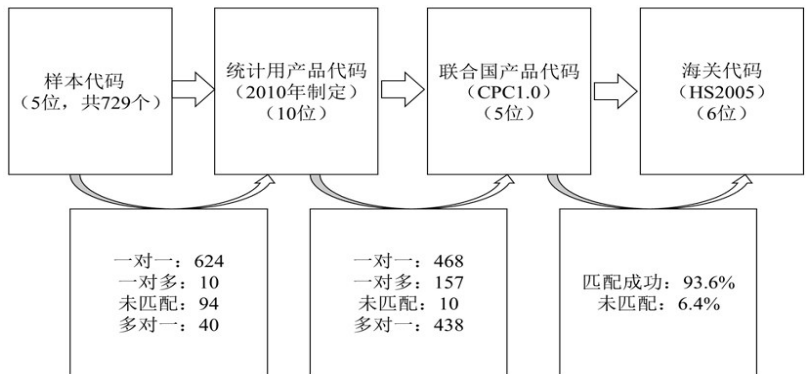 样本代码
（5位，共729个）
统计用产品代码
（2010年制定）
（10位）
联合国产品代码
（CPC1.0）
（5位）
海关代码
（HS2005）
（6位）
一对一：624
一对多：10
未匹配：94
多对一：40
一对一：468
一对多：157
未匹配：10
多对一：438
匹配成功：93.6%
未匹配：6.4%